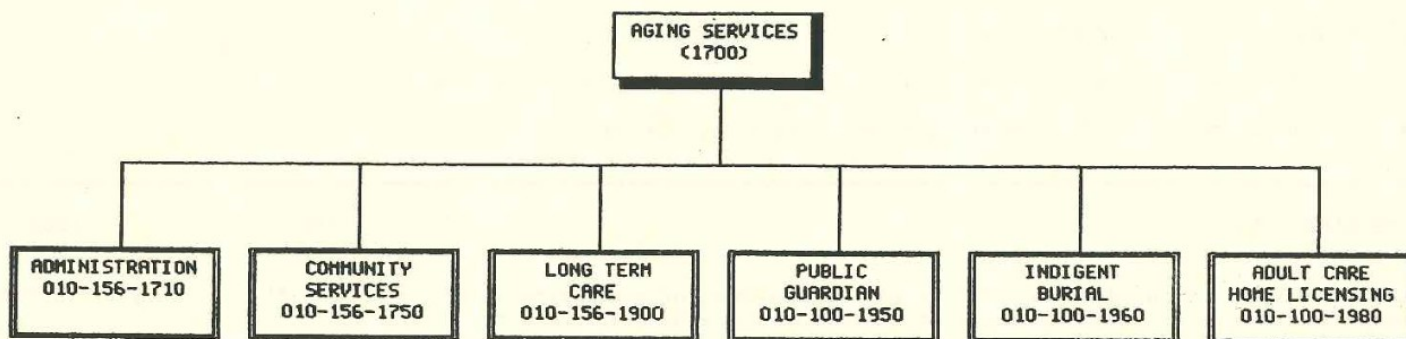 AGING SERVICES
(1700)
ADMINISTRATION
010-156-1710
COMMUNITY
SERVICES
010-156-1750
LONG TERM
CARE
010-156-1900
PUBLIC
GUARDIAN
010-100-1950
INDIGENT
BURIAL
010-100-1960
ADULT CARE
HOME LICENSING
010-100-1980